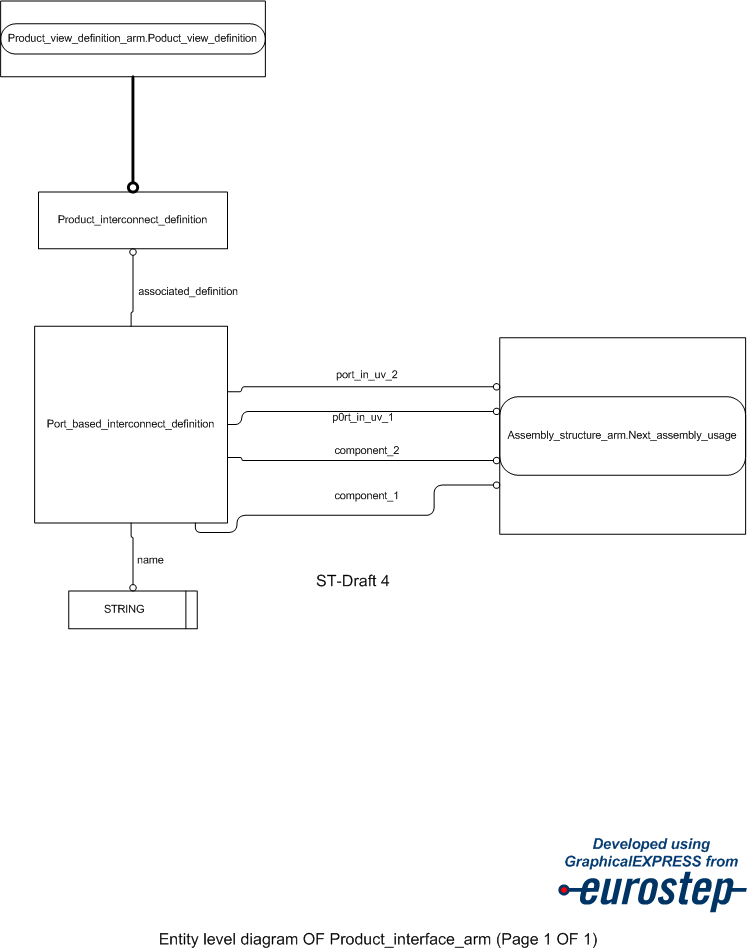 Product_view_definition_arm.Poduct_view_definition
Product_interconnect_definition
associated_definition
port_in_uv_2
p0rt_in_uv_1
Port_based_interconnect_definition
Assembly_structure_arm.Next_assembly_usage
component_2
component_1
name
ST-Draft 4
STRING
Developed using
GraphicalEXPRESS from
eurostep
Entity level diagram OF Product_interface_arm (Page 1 OF 1)